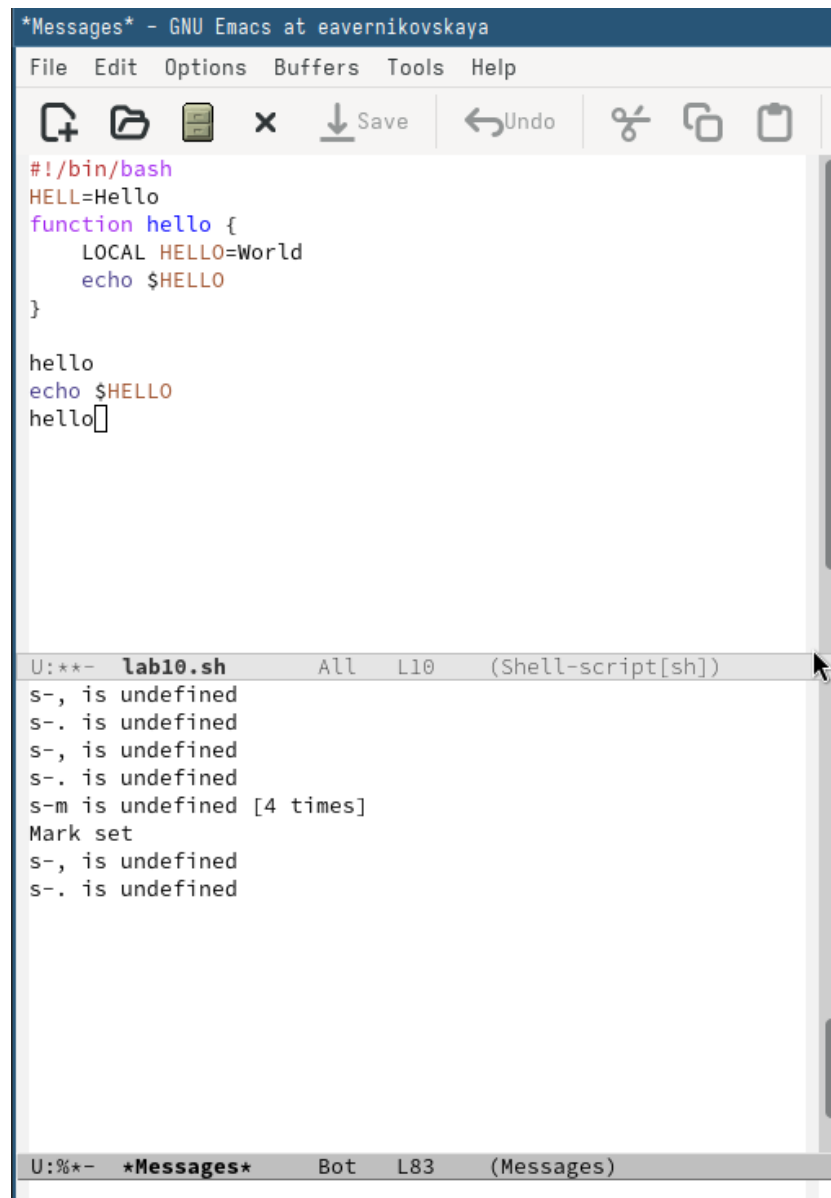 *Messages* - GNU Emacs at eavernikovskaya
File Edit Options Buffers Tools Help
Save Undo
#!/bin/bash
HELL=Hello
function hello {
    LOCAL HELLO=World
    echo $HELLO
}
hello
echo $HELLO
hello
U:**-  lab10.sh       All   L10    (Shell-script[sh])
s-, is undefined
s-. is undefined
s-, is undefined
s-. is undefined
s-m is undefined [4 times]
Mark set
s-, is undefined
s-. is undefined
U:%*-  *Messages*     Bot   L83    (Messages)